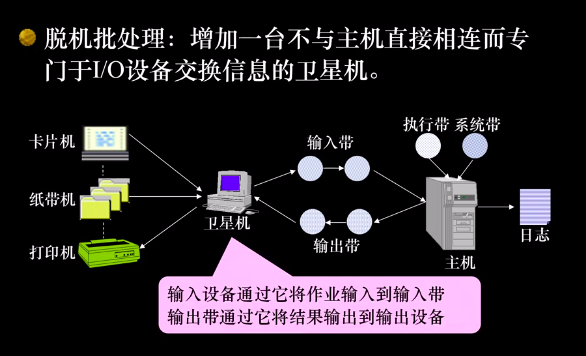 脱机批处理：增加一台不与主机直接相连而专
门于I/O设备交换信息的卫星机。
执行带 系统带
卡片机
输入带
纸带机
卫星机
日志
打印机
输出带
主机
输入设备通过它将作业输入到输入带
输出带通过它将结果输出到输出设备